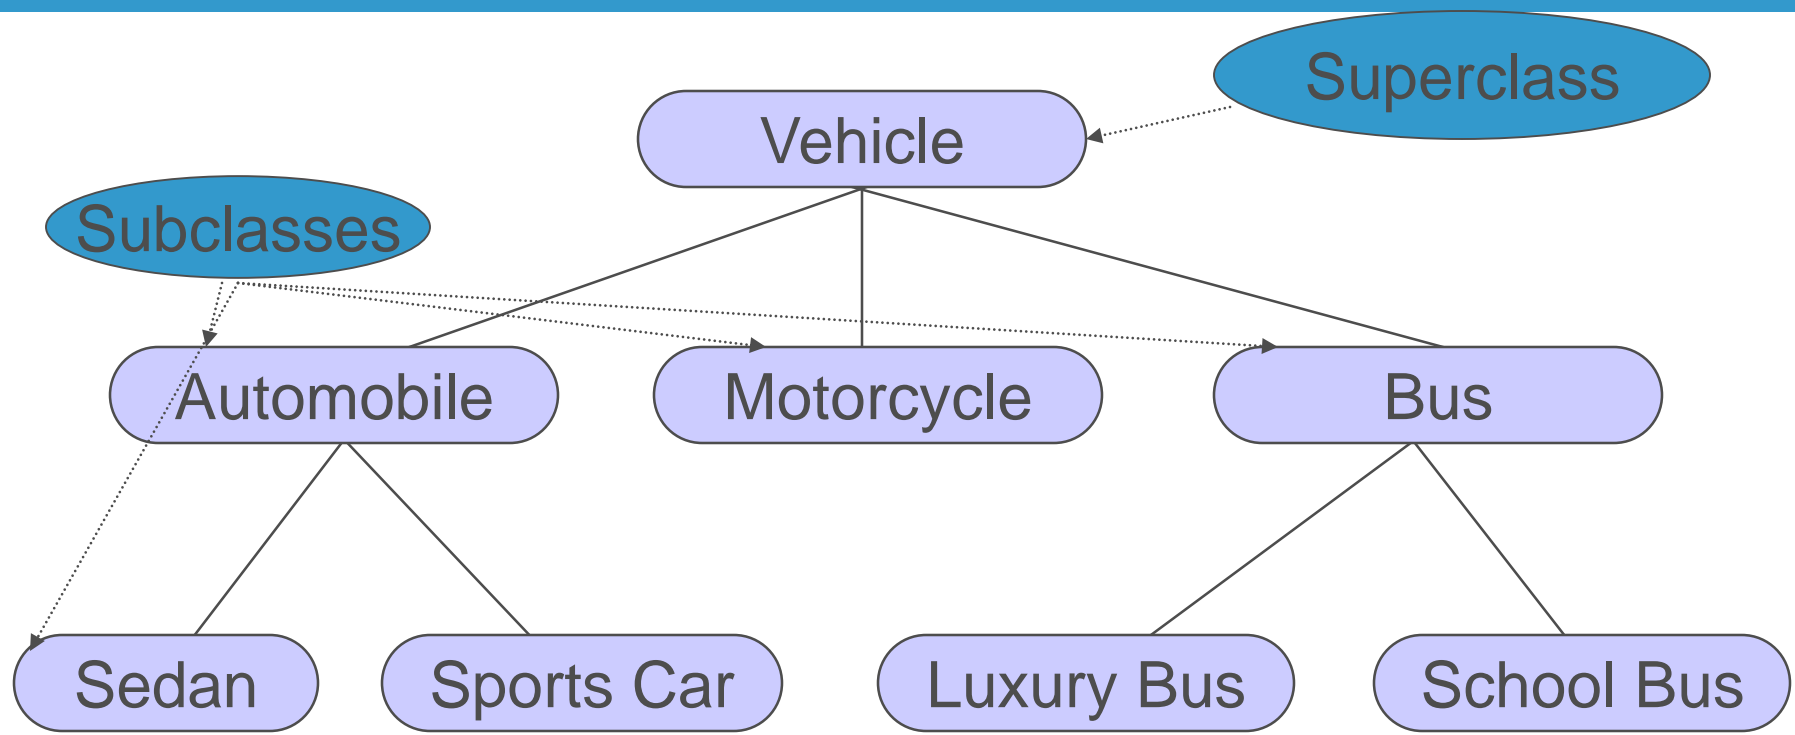 Superclass
Vehicle
Subclasses
Automobile
Motorcycle
Bus
Sedan
Sports Car
Luxury Bus
School Bus